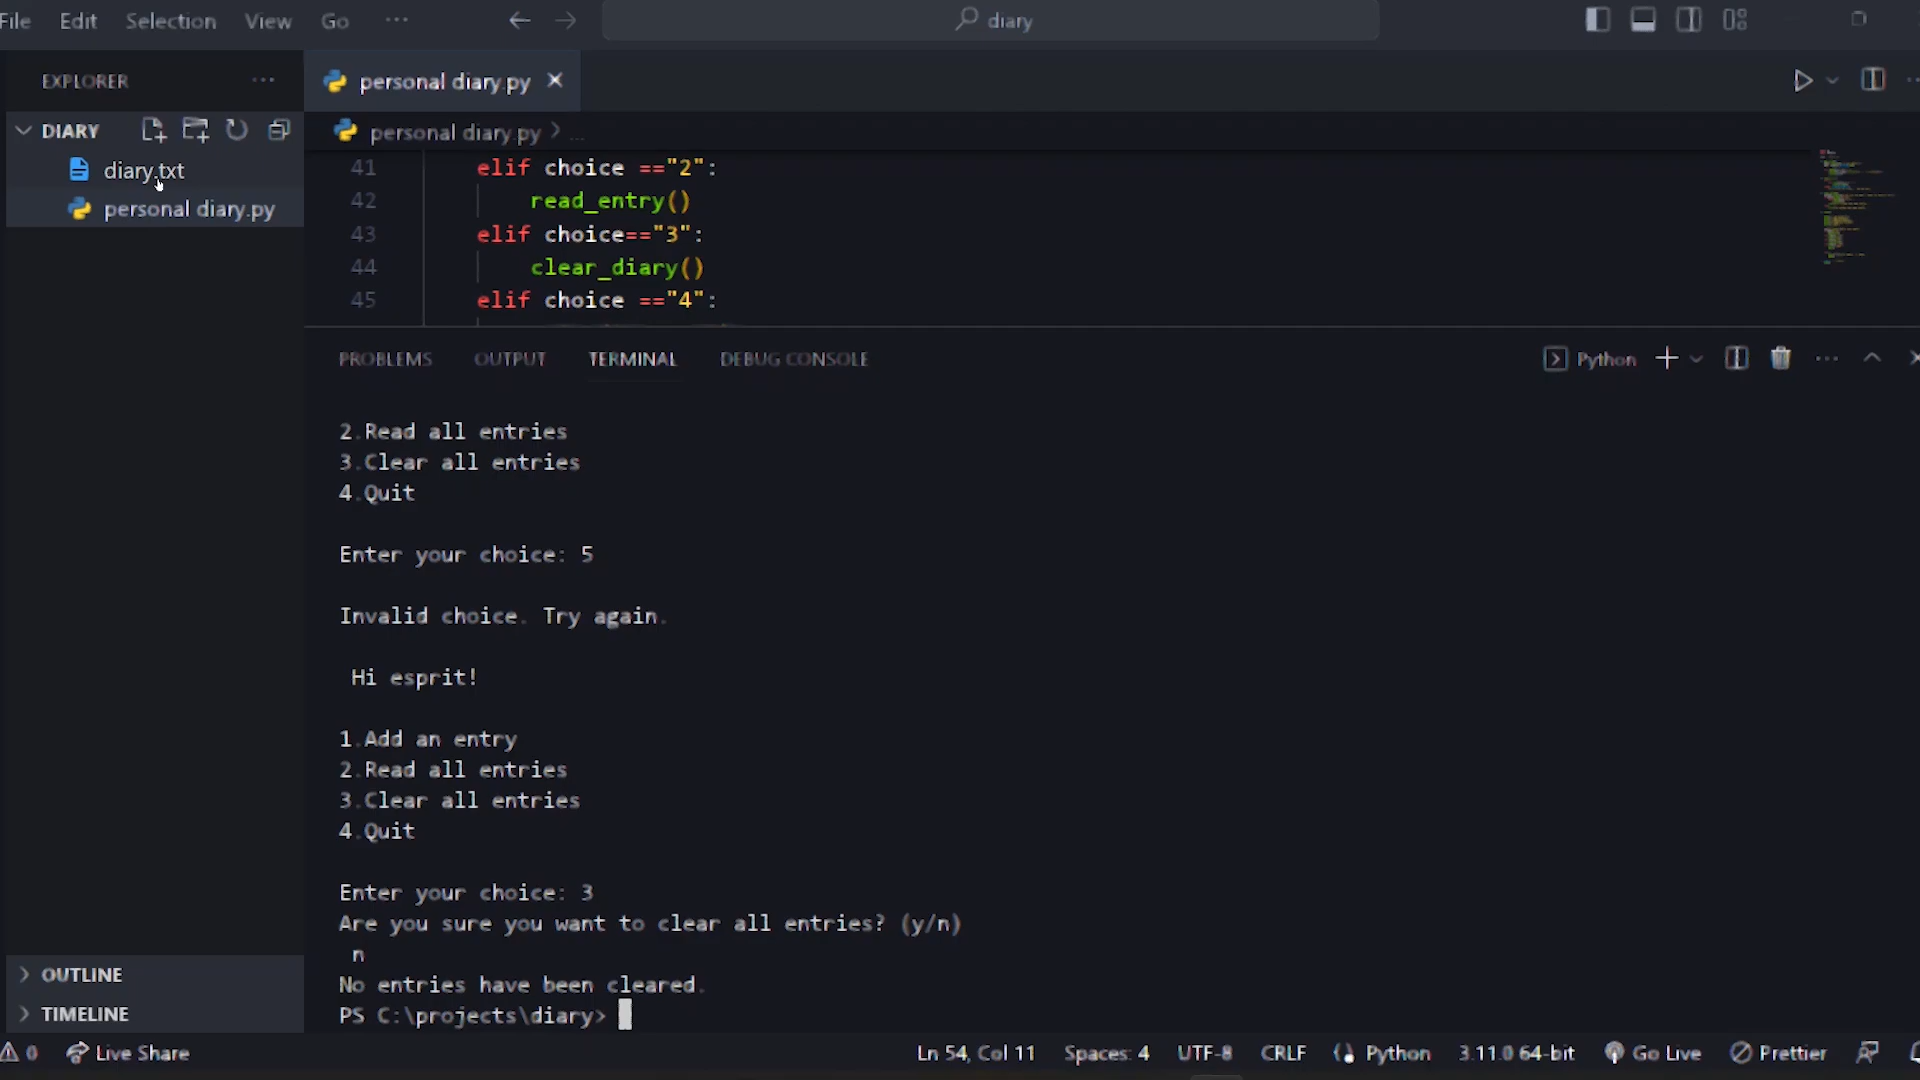 File Edit Selection View Go ··· diary
EXPLORER ···
DIARY
diary.txt
personal diary.py
OUTLINE
TIMELINE
personal diary.py
personal diary.py > ...
41 elif choice =="2":
42 read_entry()
43 elif choice=="3":
44 clear_diary()
45 elif choice =="4":
PROBLEMS OUTPUT TERMINAL DEBUG CONSOLE Python
2.Read all entries
3.Clear all entries
4.Quit
Enter your choice: 5
Invalid choice. Try again.
Hi esprit!
1.Add an entry
2.Read all entries
3.Clear all entries
4.Quit
Enter your choice: 3
Are you sure you want to clear all entries? (y/n)
n
No entries have been cleared.
PS C:\projects\diary>
0 Live Share Ln 54, Col 11 Spaces: 4 UTF-8 CRLF Python 3.11.0 64-bit Go Live Prettier